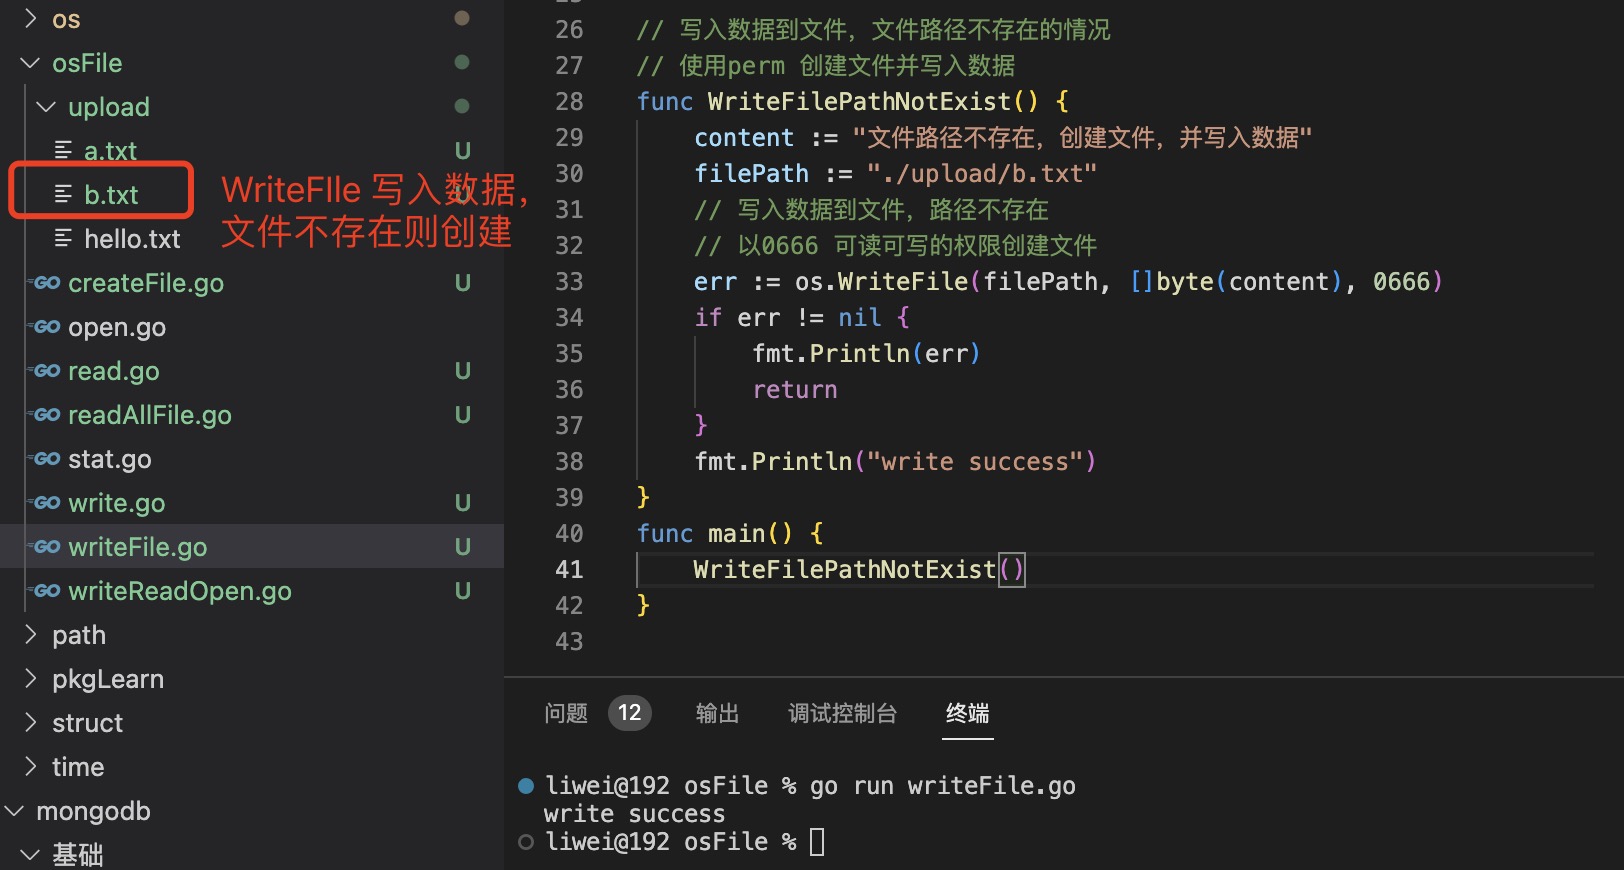 os
osFile
upload
a.txt U
b.txt
WriteFIle 写入数据，
文件不存在则创建
hello.txt
createFile.go U
open.go
read.go U
readAllFile.go U
stat.go
write.go U
writeFile.go U
writeReadOpen.go U
path
pkgLearn
struct
time
mongodb
基础
26 // 写入数据到文件，文件路径不存在的情况
27 // 使用perm 创建文件并写入数据
28 func WriteFilePathNotExist() {
29 content := "文件路径不存在，创建文件，并写入数据"
30 filePath := "./upload/b.txt"
31 // 写入数据到文件，路径不存在
32 // 以0666 可读可写的权限创建文件
33 err := os.WriteFile(filePath, []byte(content), 0666)
34 if err != nil {
35 fmt.Println(err)
36 return
37 }
38 fmt.Println("write success")
39 }
40 func main() {
41 WriteFilePathNotExist()
42 }
43
问题 12 输出 调试控制台 终端
liwei@192 osFile % go run writeFile.go
write success
liwei@192 osFile %